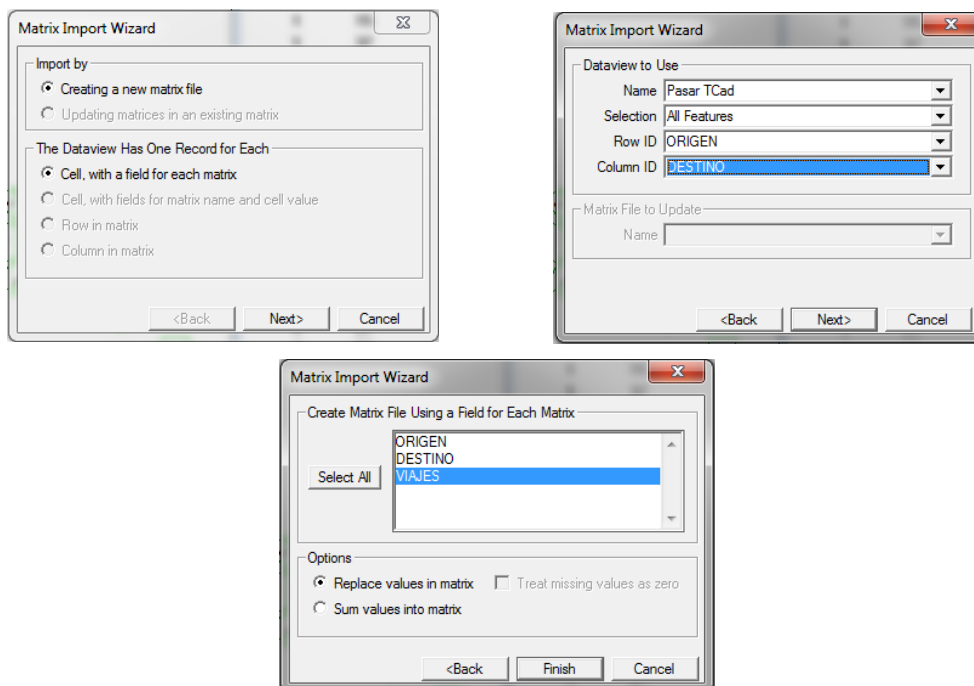 Matrix Import Wizard
Import by
Creating a new matrix file
Updating matrices in an existing matrix
The Dataview Has One Record for Each
Cell, with a field for each matrix
Cell, with fields for matrix name and cell value
Row in matrix
Column in matrix
<Back Next> Cancel
Matrix Import Wizard
Dataview to Use
Name Pasar TCad
Selection All Features
Row ID ORIGEN
Column ID DESTINO
Matrix File to Update
Name
<Back Next> Cancel
Matrix Import Wizard
Create Matrix File Using a Field for Each Matrix
ORIGEN
DESTINO
Select All VIAJES
Options
Replace values in matrix Treat missing values as zero
Sum values into matrix
<Back Finish Cancel